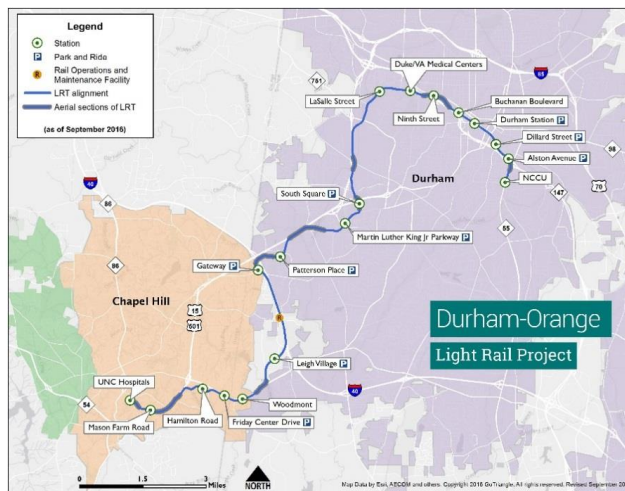 Legend
Station
P Park and Ride
R Rail Operations and
Maintenance Facility
LRT alignment
Aerial sections of LRT
(as of September 2016)
Duke/VA Medical Centers
751
85
LaSalle Street
Buchanan Boulevard
Ninth Street
Durham Station P
Dillard Street P
98
Alston Avenue P
40
Durham
NCCU
147
70
86
South Square P
55
Martin Luther King Jr Parkway P
Gateway P
Patterson Place P
86
Chapel Hill
15
501
R
Durham-Orange
Light Rail Project
Leigh Village P
40
UNC Hospitals
54
Woodmont
Mason Farm Road
Hamilton Road
Friday Center Drive P
0 1.5 3
Miles
NORTH
Map Data by Esri, AECOM and others. Copyright 2016 GoTriangle, All rights reserved. Revised September